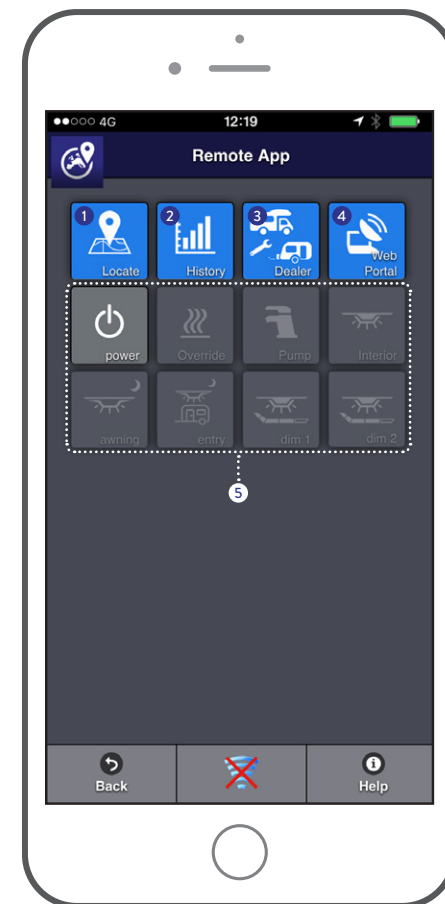 4G 12:19
Remote App
1 2 3 4
Locate History Dealer Web
Portal
power Override Pump Interior
awning entry dim 1 dim 2
5
Back Help